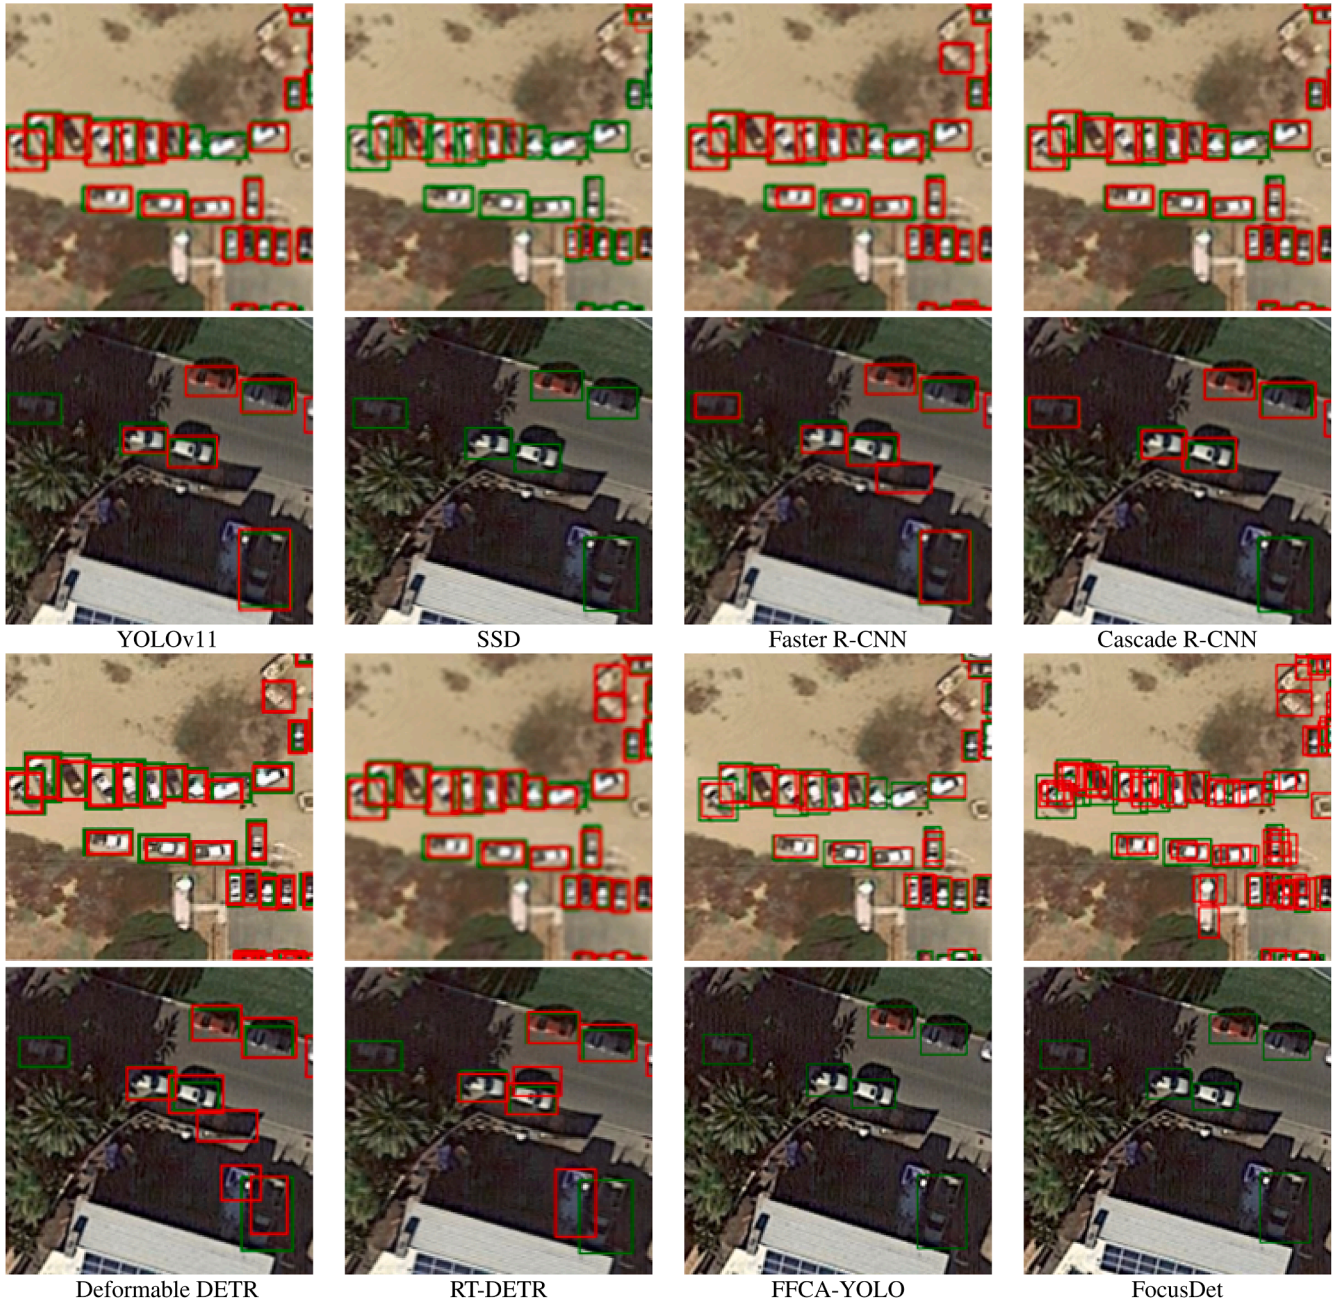 YOLOv11 SSD Faster R-CNN Cascade R-CNN
Deformable DETR RT-DETR FFCA-YOLO FocusDet